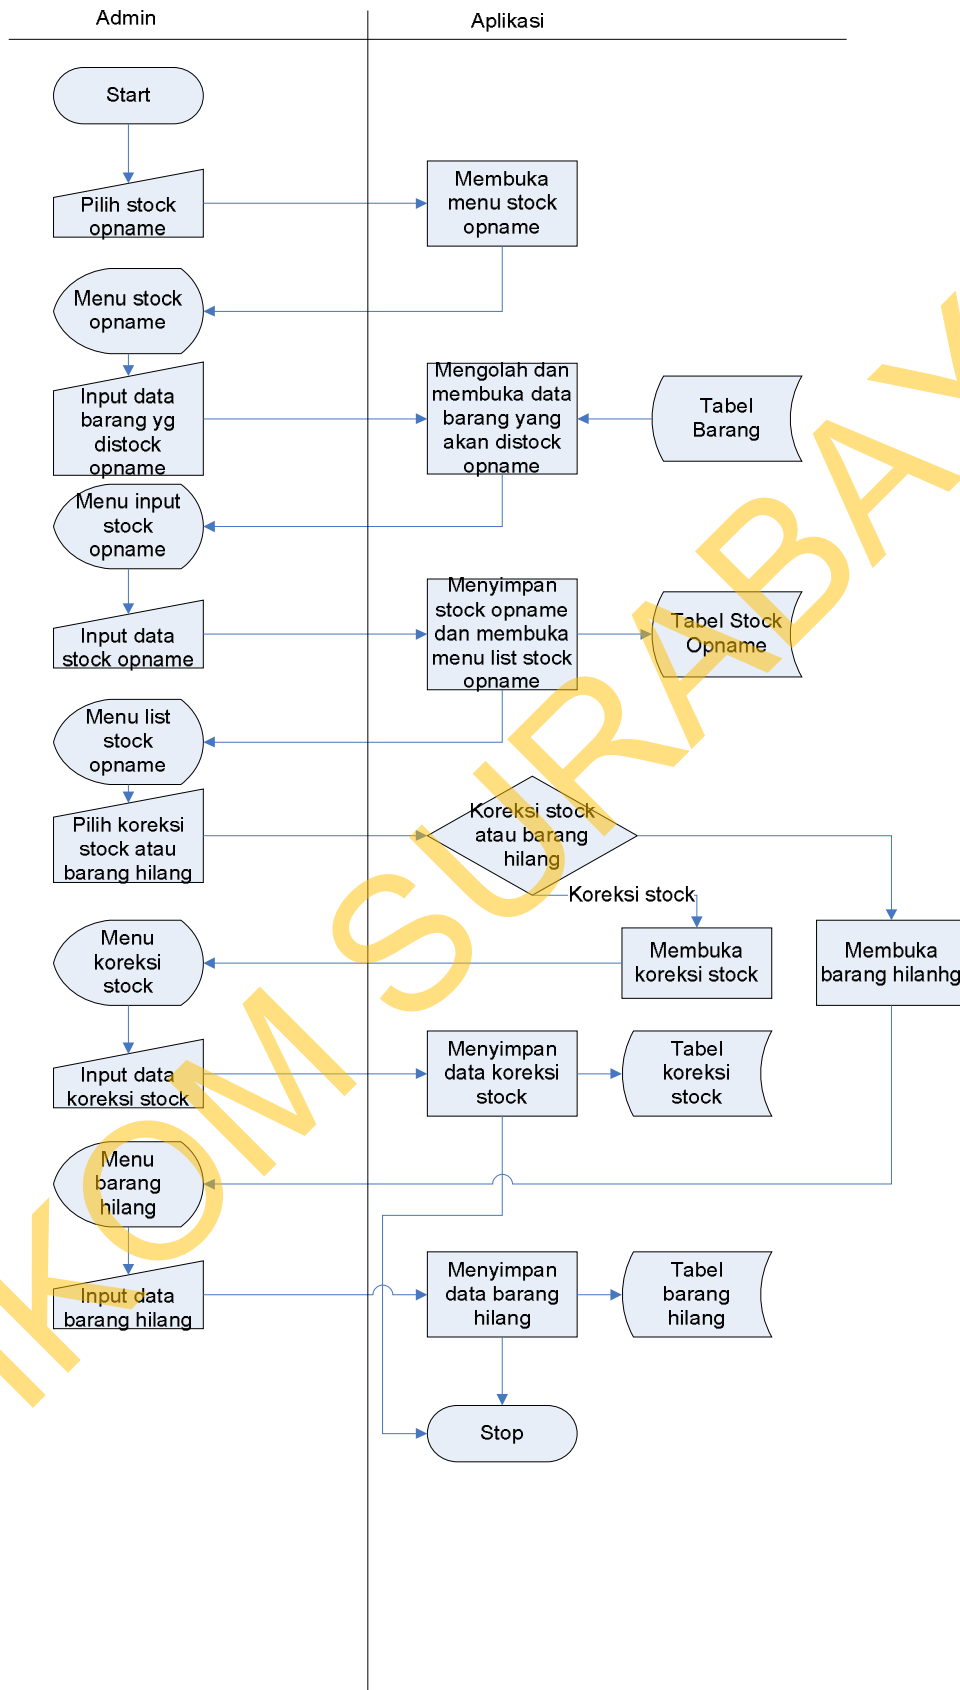 Admin
Aplikasi
Start
Pilih stock
opname
Membuka
menu stock
opname
Menu stock
opname
Input data
barang yg
distock
opname
Mengolah dan
membuka data
barang yang
akan distock
opname
Tabel
Barang
Menu input
stock
opname
Input data
stock opname
Menyimpan
stock opname
dan membuka
menu list stock
opname
Tabel Stock
Opname
Menu list
stock
opname
Pilih koreksi
stock atau
barang hilang
Koreksi stock
atau barang
hilang
Koreksi stock
Menu
koreksi
stock
Membuka
koreksi stock
Membuka
barang hilanhg
Input data
koreksi stock
Menyimpan
data koreksi
stock
Tabel
koreksi
stock
Menu
barang
hilang
Input data
barang hilang
Menyimpan
data barang
hilang
Tabel
barang
hilang
Stop
IKOM SURABAY